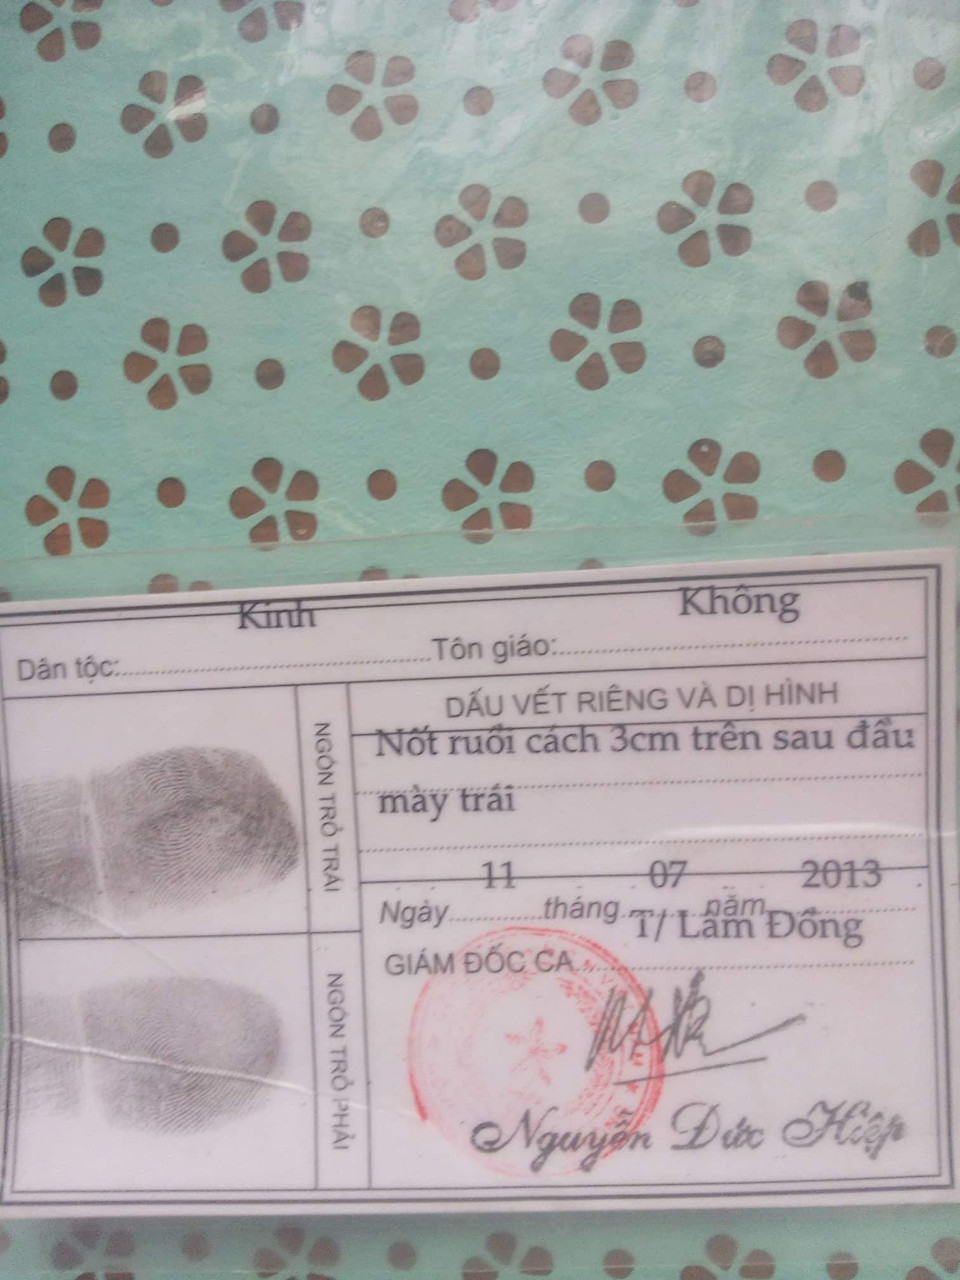 Kinh Không
Dân tộc: Tôn giáo:
DẤU VẾT RIÊNG VÀ DỊ HÌNH
Nốt ruồi cách 3cm trên sau đầu
mày trái
NGÓN TRỎ TRÁI
11 07 2013
Ngày tháng năm
T/ Lâm Đồng
GIÁM ĐỐC CA
NGÓN TRỎ PHẢI
Nguyễn Đức Hiệp